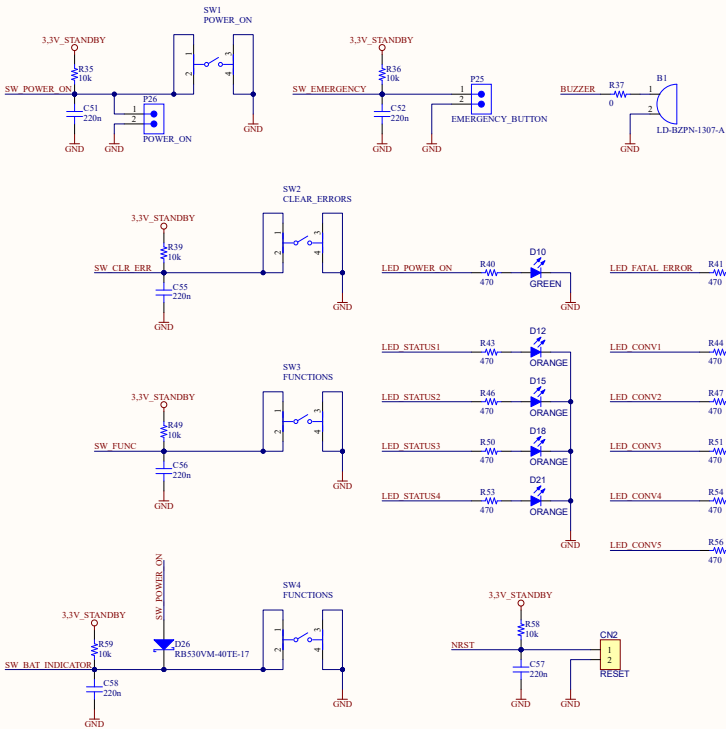 SW1
POWER_ON
3,3V_STANDBY
R35
10k
SW_POWER_ON
C51
220n
GND
P26
1
2
POWER_ON
GND
1
2
3
4
GND
3,3V_STANDBY
R36
10k
SW_EMERGENCY
C52
220n
GND
P25
1
2
EMERGENCY_BUTTON
GND
BUZZER
R37
0
B1
1
2
LD-BZPN-1307-A
GND
SW2
CLEAR_ERRORS
3,3V_STANDBY
R39
10k
SW_CLR_ERR
C55
220n
GND
1
2
3
4
GND
LED_POWER_ON
R40
470
D10
GREEN
GND
LED_FATAL_ERROR
R41
470
LED_STATUS1
R43
470
D12
ORANGE
LED_CONV1
R44
470
LED_STATUS2
R46
470
D15
ORANGE
LED_CONV2
R47
470
LED_STATUS3
R50
470
D18
ORANGE
LED_CONV3
R51
470
LED_STATUS4
R53
470
D21
ORANGE
GND
LED_CONV4
R54
470
LED_CONV5
R56
470
SW3
FUNCTIONS
3,3V_STANDBY
R49
10k
SW_FUNC
C56
220n
GND
1
2
3
4
GND
SW4
FUNCTIONS
SW_POWER_ON
3,3V_STANDBY
R59
10k
D26
RB530VM-40TE-17
SW_BAT_INDICATOR
C58
220n
GND
1
2
3
4
GND
3,3V_STANDBY
R58
10k
NRST
C57
220n
GND
CN2
1
2
RESET
GND